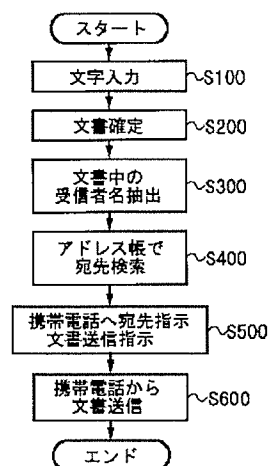 スタート
文字入力 S100
文書確定 S200
文書中の
受信者名抽出 S300
アドレス帳で
宛先検索 S400
携帯電話へ宛先指示
文書送信指示 S500
携帯電話から
文書送信 S600
エンド